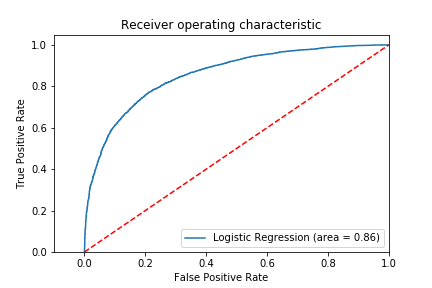 Receiver operating characteristic
1.0
0.8
0.6
0.4
0.2
0.0
True Positive Rate
Logistic Regression (area = 0.86)
0.0 0.2 0.4 0.6 0.8 1.0
False Positive Rate